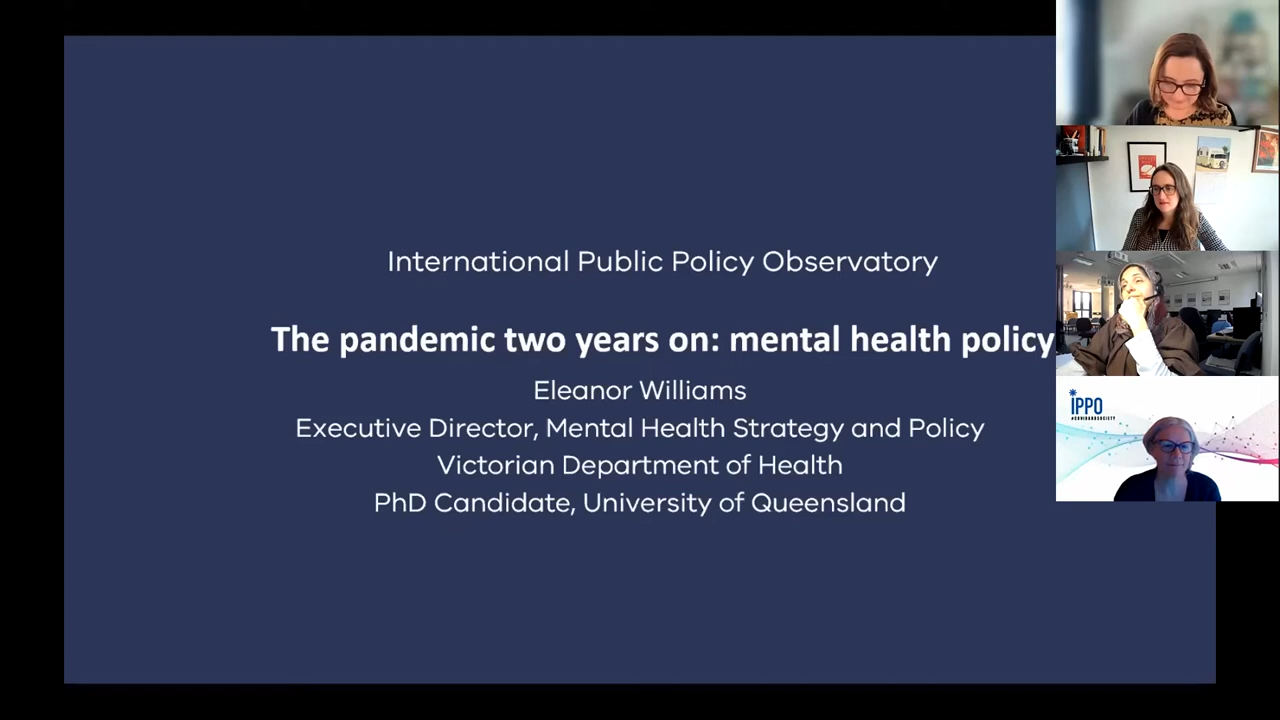 International Public Policy Observatory
The pandemic two years on: mental health policy
Eleanor Williams
Executive Director, Mental Health Strategy and Policy
Victorian Department of Health
PhD Candidate, University of Queensland
IPPO
#COVIDANDSOCIETY